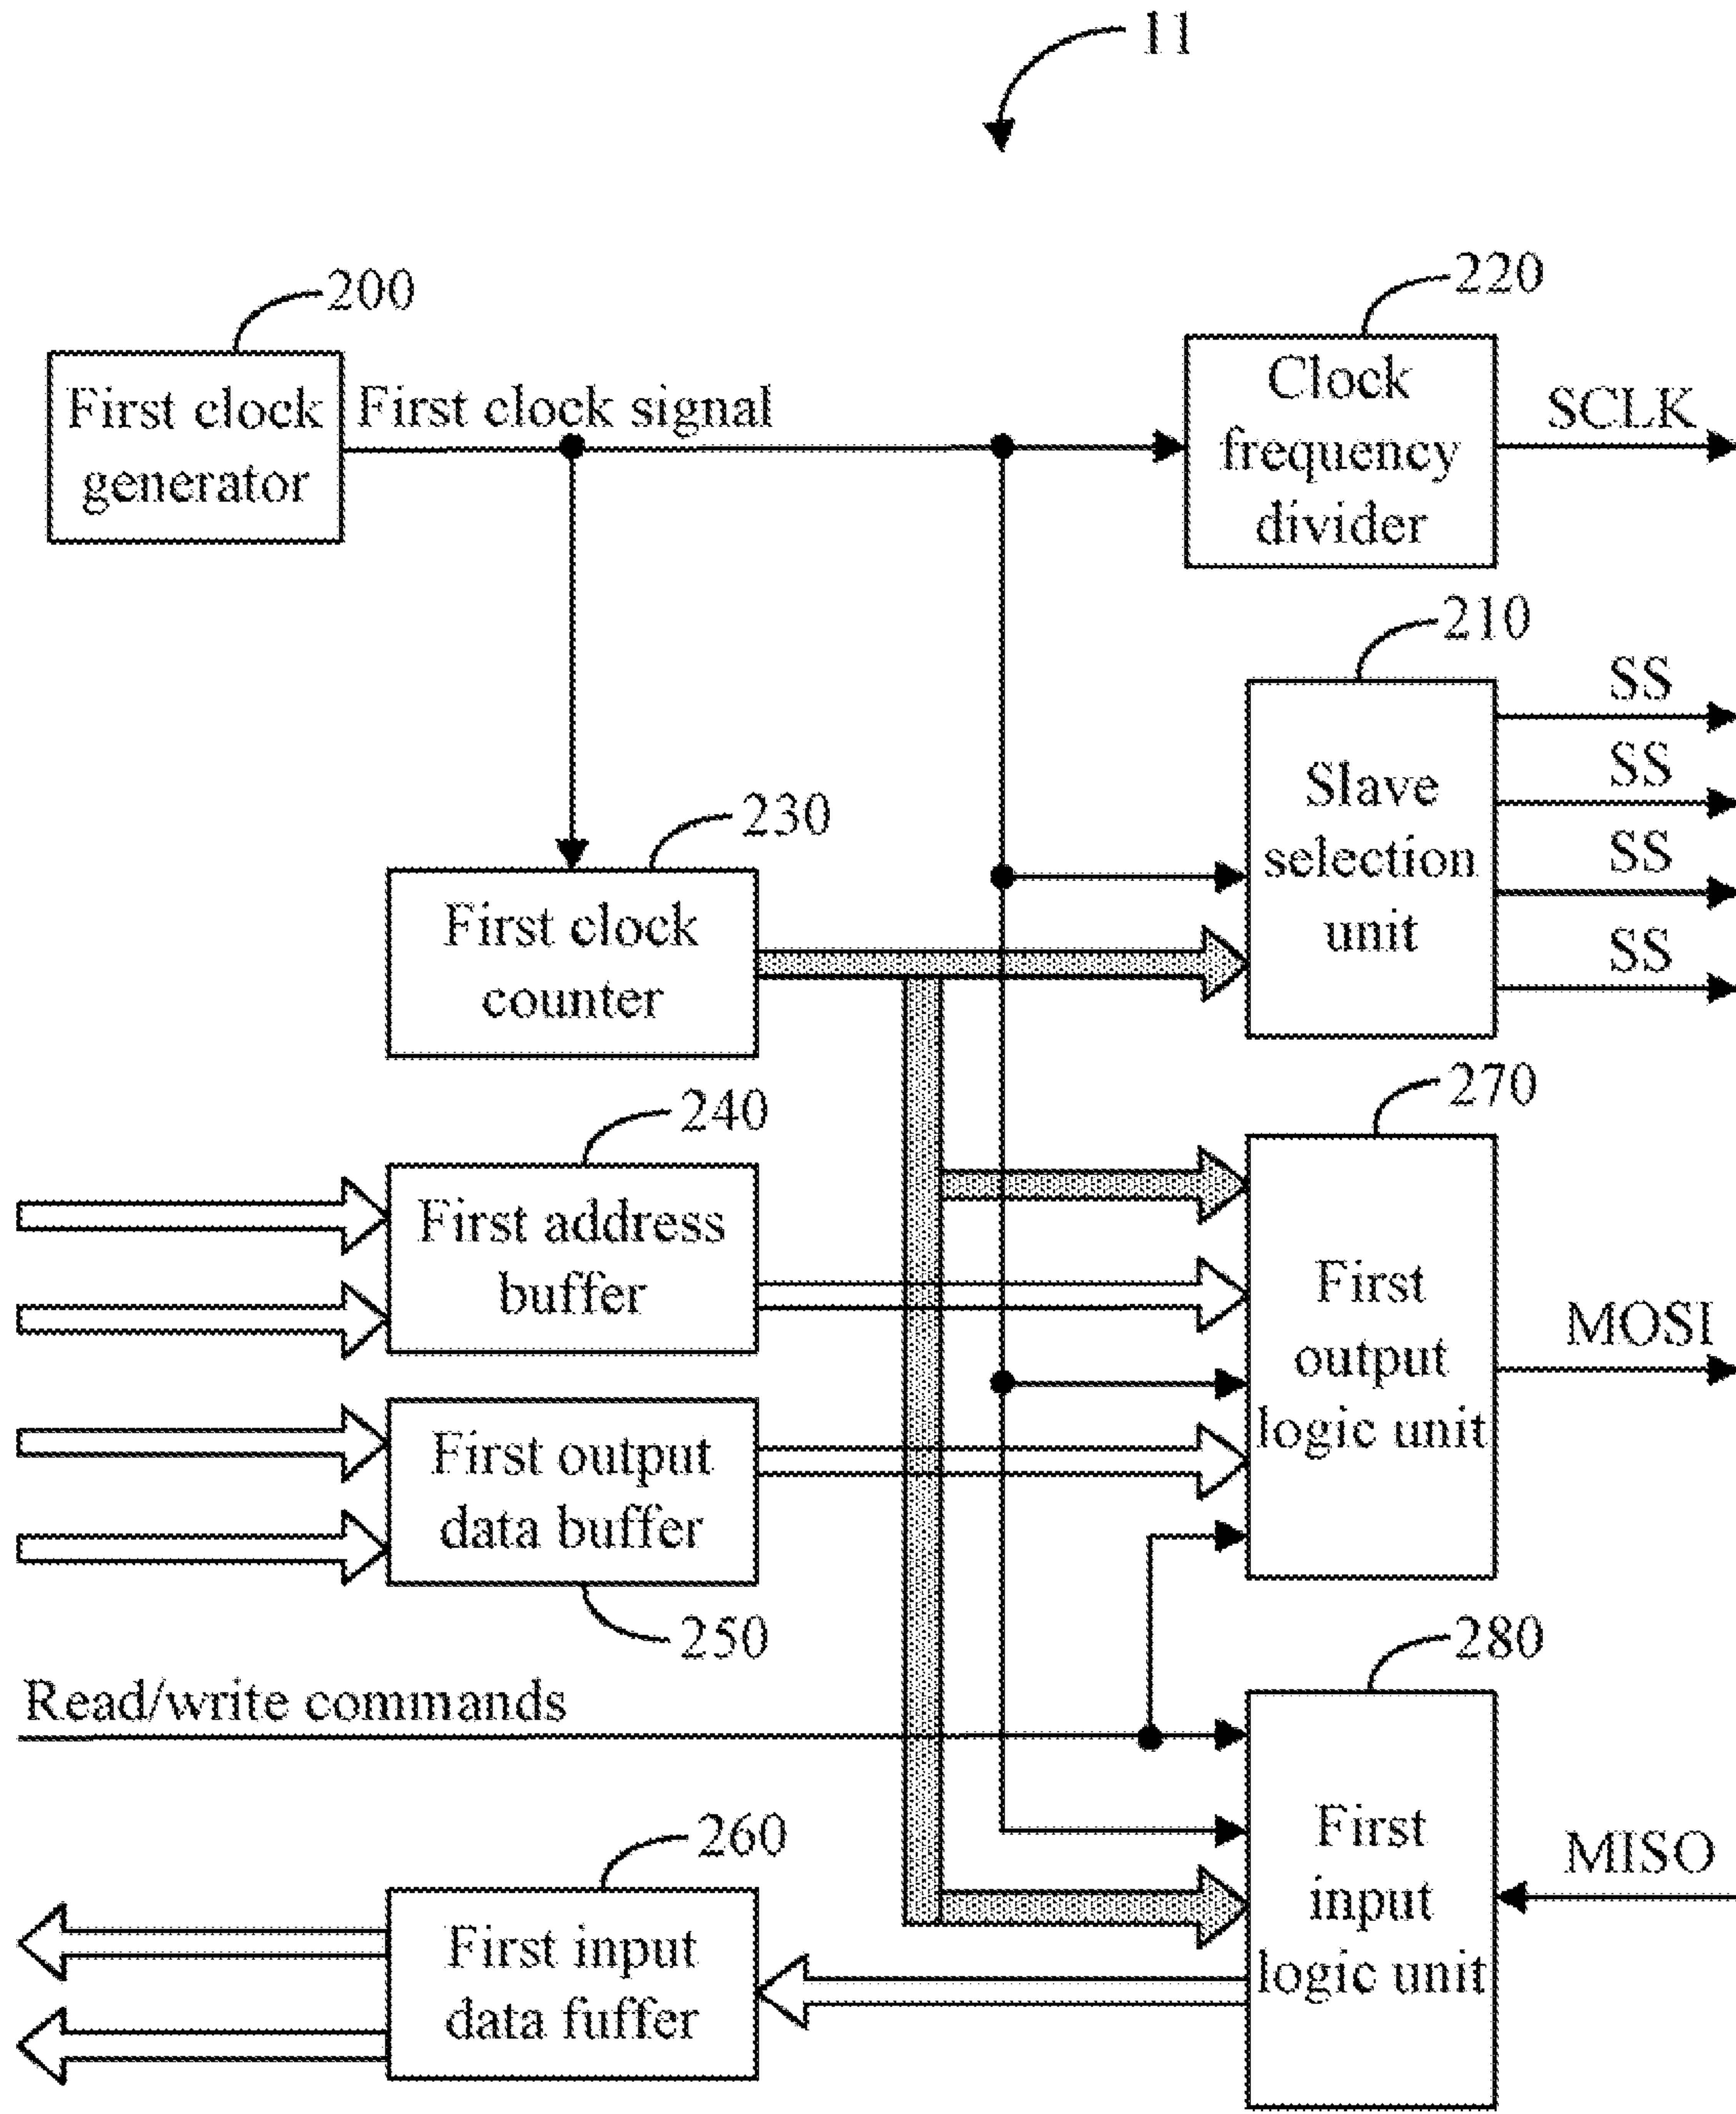 11
200
220
First clock
generator
First clock signal
Clock
frequency
divider
SCLK
210
SS
SS
SS
SS
Slave
selection
unit
230
First clock
counter
240
270
First address
buffer
First
output
logic unit
MOSI
First output
data buffer
250
280
Read/write commands
260
First
input
logic unit
MISO
First input
data fuffer